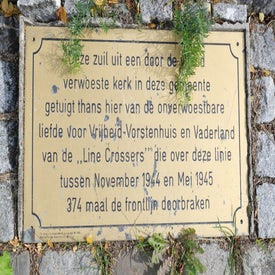 Deze zuil uit een door de
verwoeste kerk in deze gemeente
getuigt thans hier van de onverwoestbare
liefde voor Vrijheid-Vorstenhuis en Vaderland
van de ,,Line Crossers"" die over deze linie
tussen November 1944 en Mei 1945
374 maal de frontlijn doorbraken